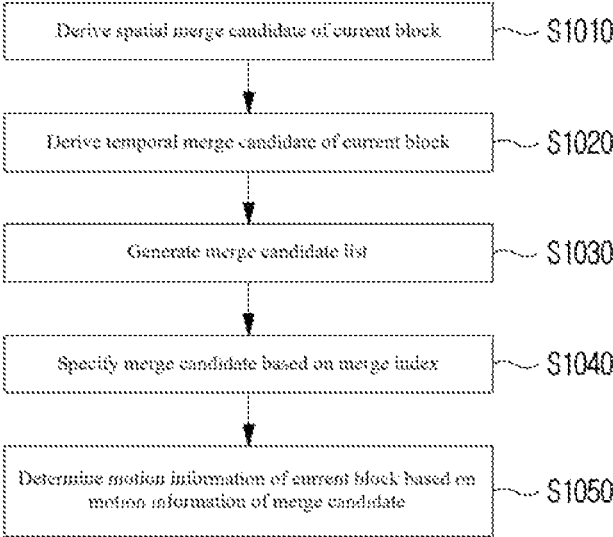 Derive spatial merge candidate of current block
S1010
Derive temporal merge candidate of current block
S1020
Generate merge candidate list
S1030
Specify merge candidate based on merge index
S1040
Determine motion information of current block based on
motion information of merge candidate
S1050